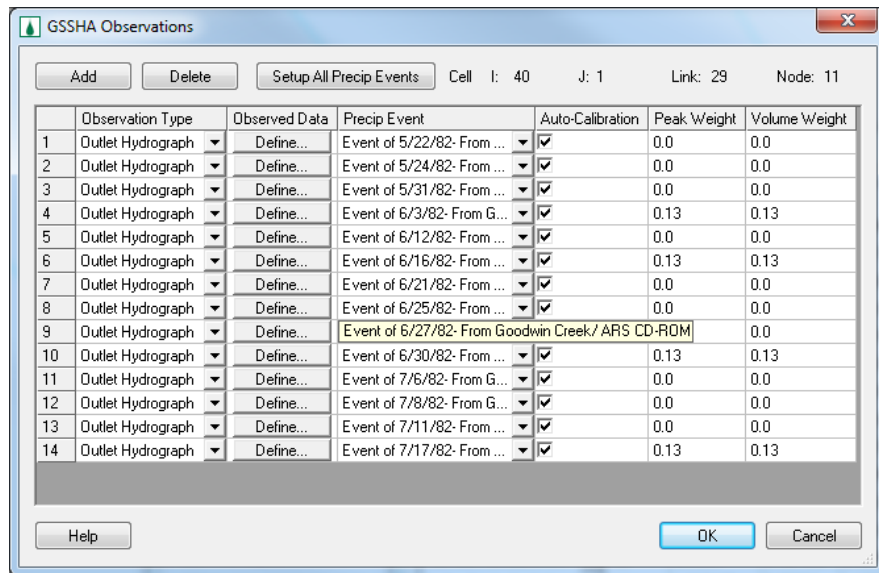 GSSHA Observations
Add Delete Setup All Precip Events Cell I: 40 J: 1 Link: 29 Node: 11
Observation Type Observed Data Precip Event Auto-Calibration Peak Weight Volume Weight
1 Outlet Hydrograph Define... Event of 5/22/82- From ... 0.0 0.0
2 Outlet Hydrograph Define... Event of 5/24/82- From ... 0.0 0.0
3 Outlet Hydrograph Define... Event of 5/31/82- From ... 0.0 0.0
4 Outlet Hydrograph Define... Event of 6/3/82- From G... 0.13 0.13
5 Outlet Hydrograph Define... Event of 6/12/82- From ... 0.0 0.0
6 Outlet Hydrograph Define... Event of 6/16/82- From ... 0.13 0.13
7 Outlet Hydrograph Define... Event of 6/21/82- From ... 0.0 0.0
8 Outlet Hydrograph Define... Event of 6/25/82- From ... 0.0 0.0
9 Outlet Hydrograph Define... Event of 6/27/82- From Goodwin Creek/ ARS CD-ROM 0.0
10 Outlet Hydrograph Define... Event of 6/30/82- From ... 0.13 0.13
11 Outlet Hydrograph Define... Event of 7/6/82- From G... 0.0 0.0
12 Outlet Hydrograph Define... Event of 7/8/82- From G... 0.0 0.0
13 Outlet Hydrograph Define... Event of 7/11/82- From ... 0.0 0.0
14 Outlet Hydrograph Define... Event of 7/17/82- From ... 0.13 0.13
Help OK Cancel